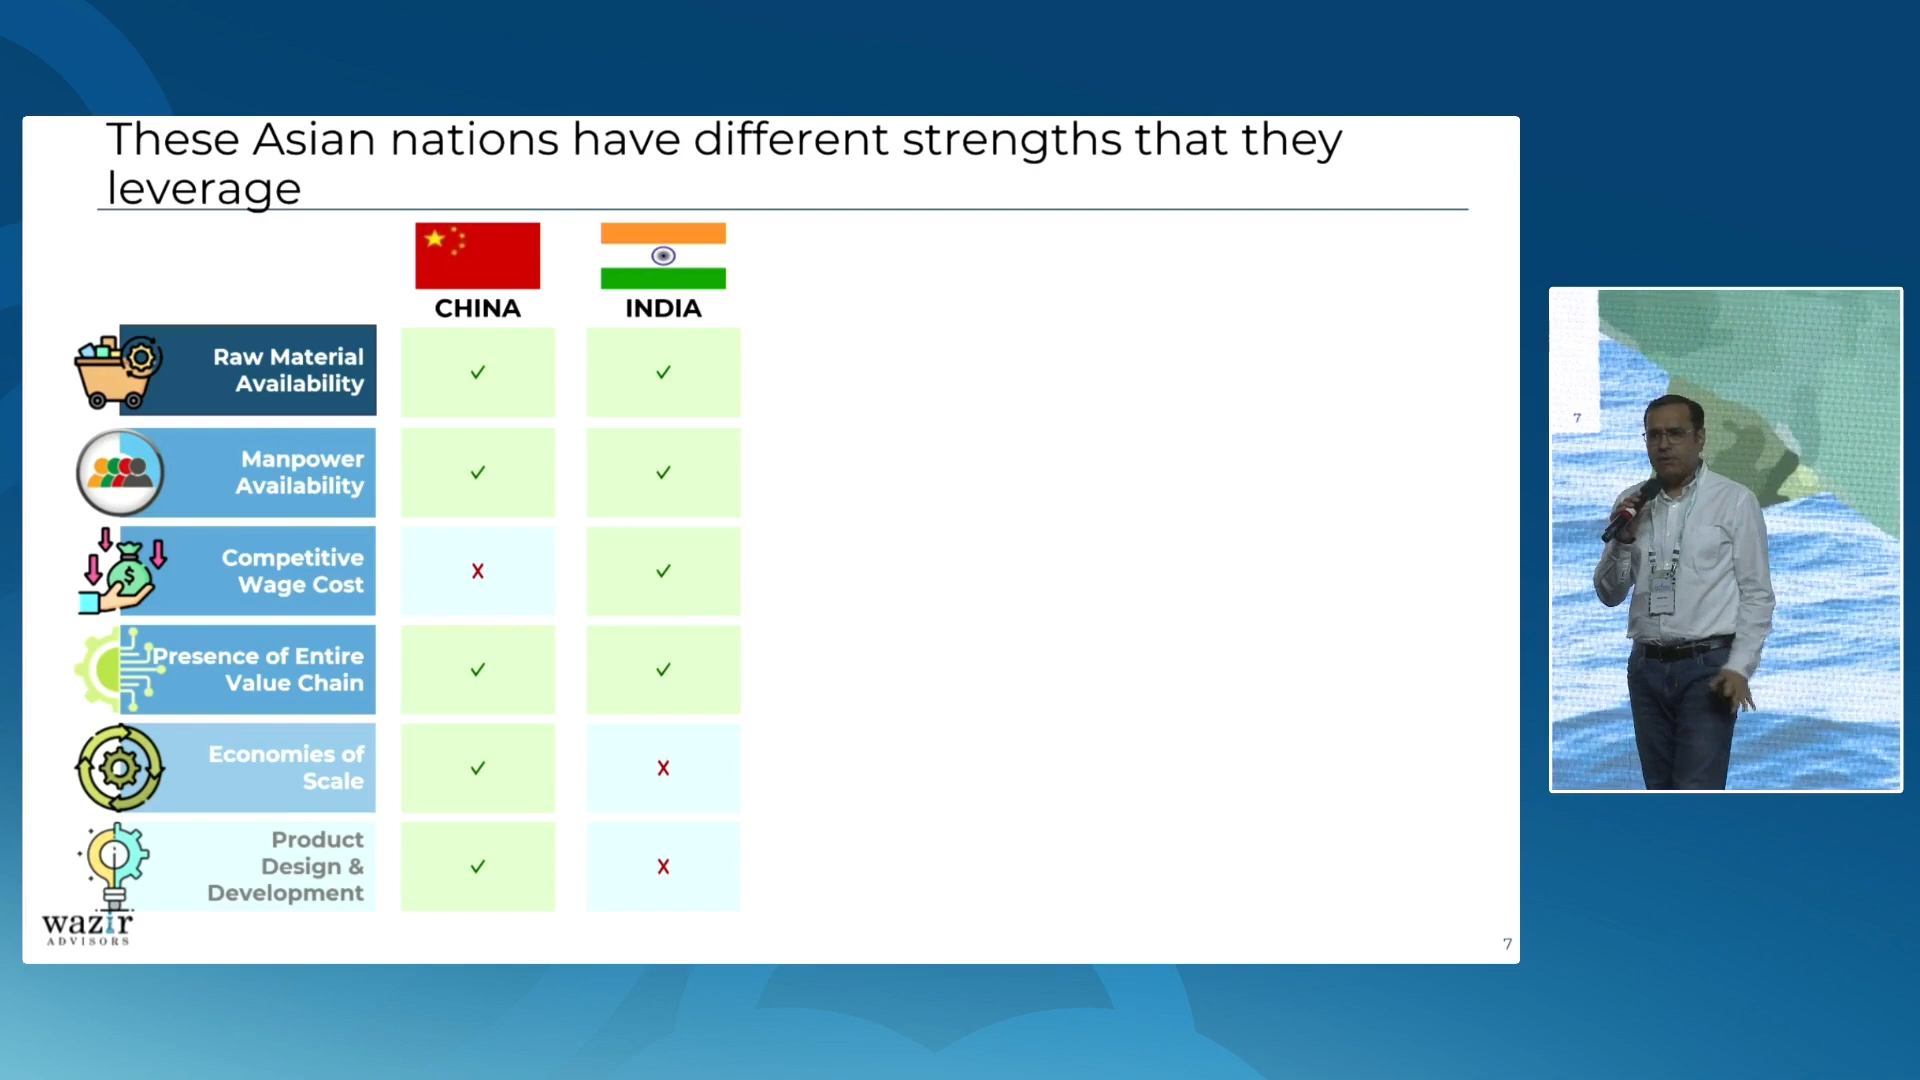 These Asian nations have different strengths that they
leverage
CHINA
INDIA
Raw Material
Availability
✓
✓
Manpower
Availability
✓
✓
Competitive
Wage Cost
X
✓
Presence of Entire
Value Chain
✓
✓
Economies of
Scale
✓
X
Product
Design &
Development
✓
X
wazir
ADVISORS
7
7